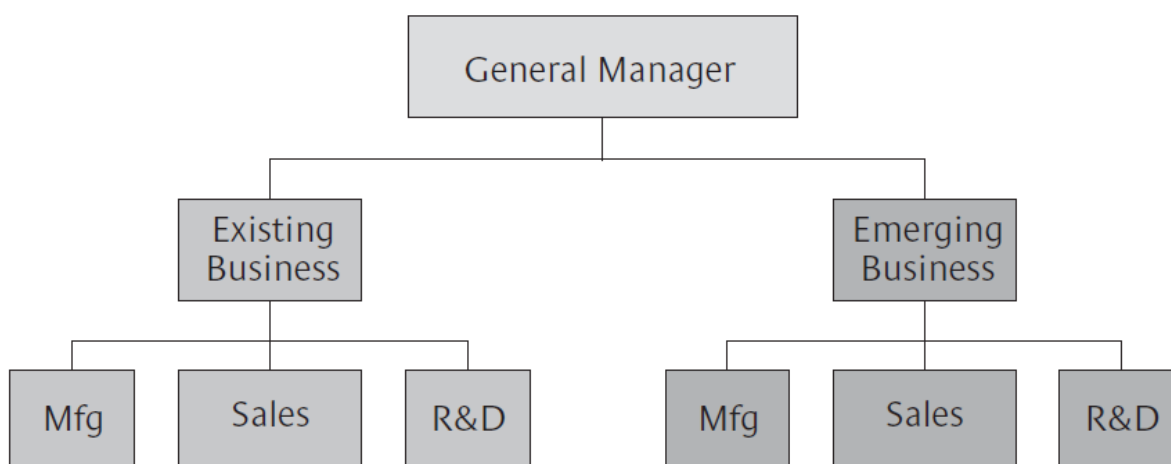 General Manager
Existing
Business
Emerging
Business
Mfg
Sales
R&D
Mfg
Sales
R&D